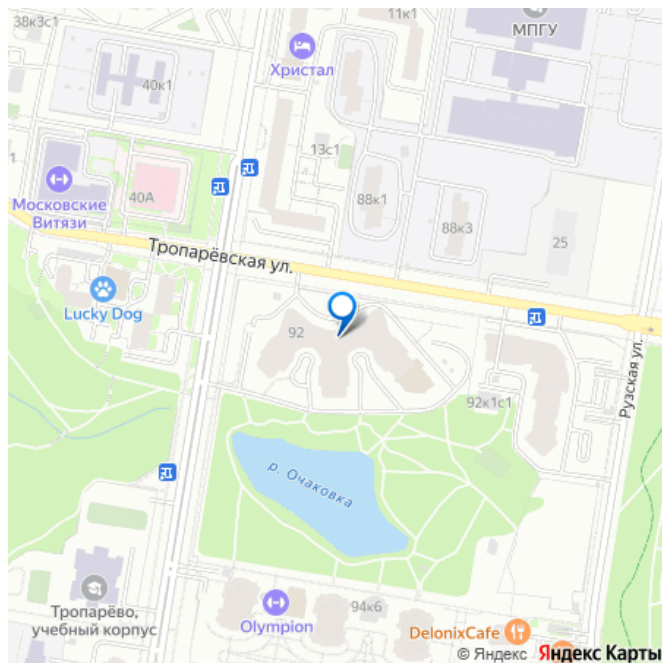 38к3с1
11к1
МПГУ
Христал
40к1
13с1
40А
Московские
Витязи
88к1
88к3
25
Тропарёвская ул.
Lucky Dog
92
Рузская ул.
92к1с1
р. Очаковка
Тропарёво,
учебный корпус
Olympion
94к6
DelonixCafe
© Яндекс Яндекс Карты